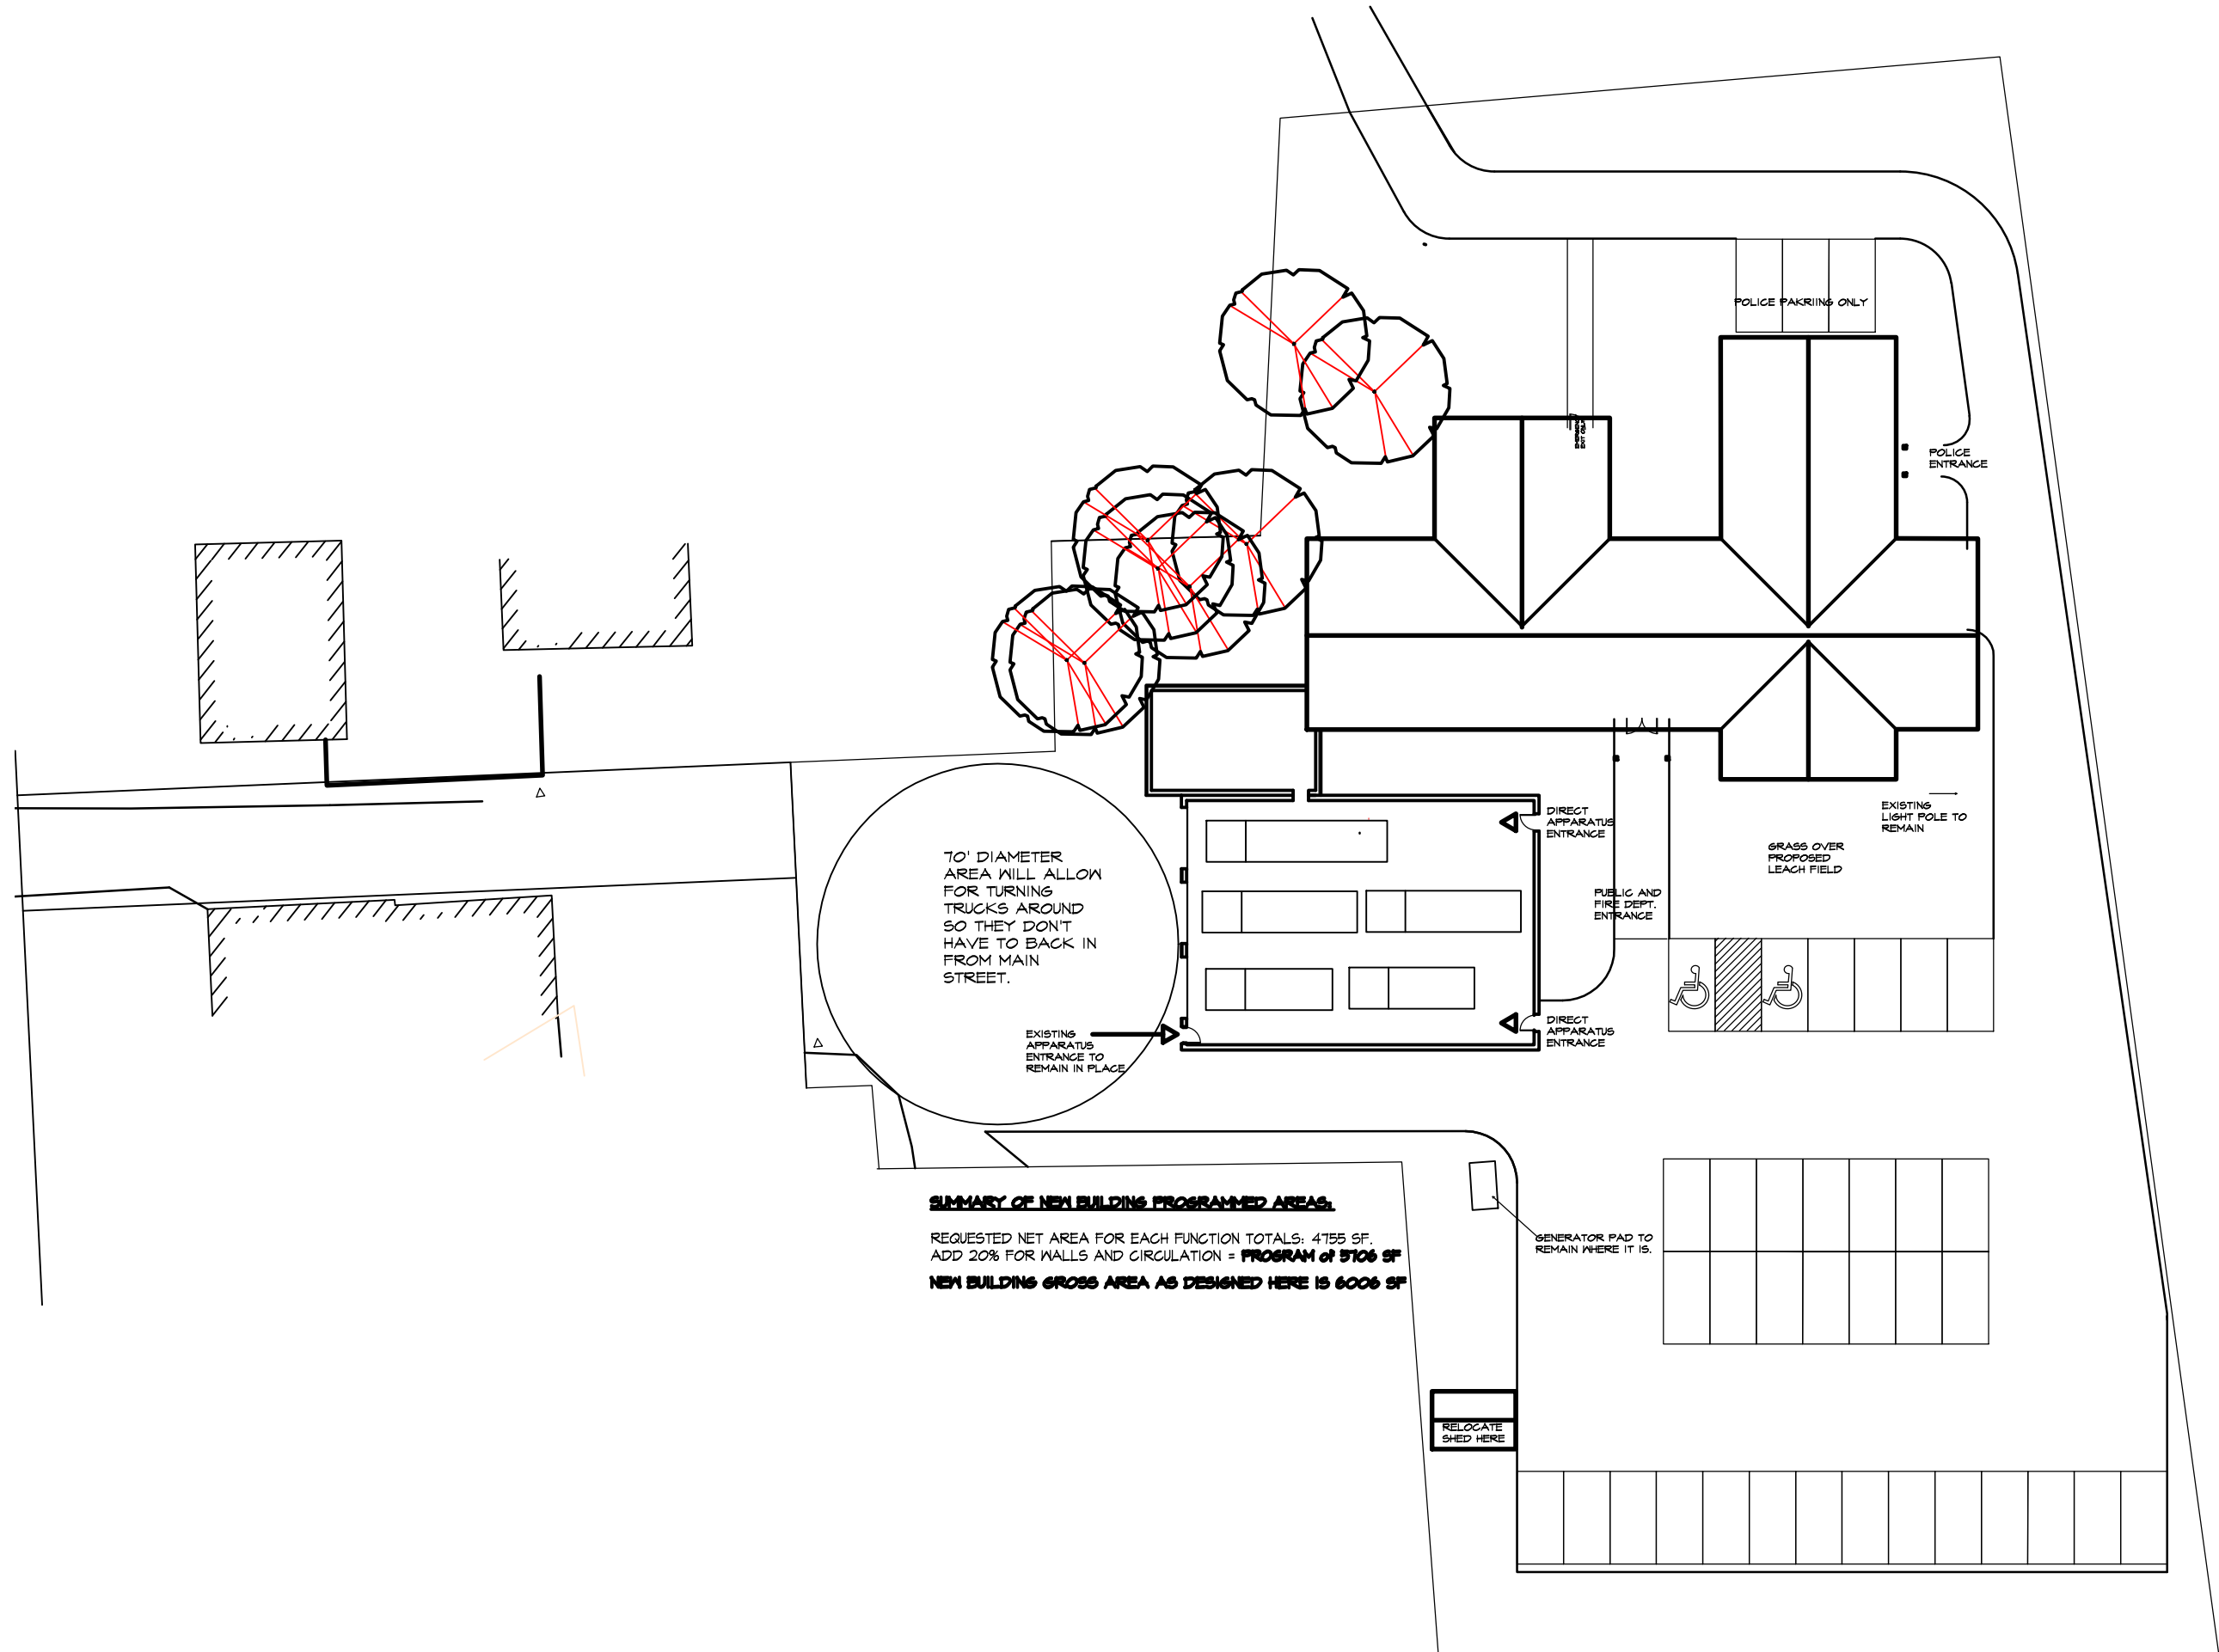 POLICE PAKRIING ONLY
POLICE
ENTRANCE
70' DIAMETER
AREA WILL ALLOW
FOR TURNING
TRUCKS AROUND
SO THEY DON'T
HAVE TO BACK IN
FROM MAIN
STREET.
DIRECT
APPARATUS
ENTRANCE
EXISTING
LIGHT POLE TO
REMAIN
GRASS OVER
PROPOSED
LEACH FIELD
PUBLIC AND
FIRE DEPT.
ENTRANCE
EXISTING
APPARATUS
ENTRANCE TO
REMAIN IN PLACE
DIRECT
APPARATUS
ENTRANCE
SUMMARY OF NEW BUILDING PROGRAMMED AREAS:
REQUESTED NET AREA FOR EACH FUNCTION TOTALS: 4755 SF.
ADD 20% FOR WALLS AND CIRCULATION = PROGRAM of 5706 SF
NEW BUILDING GROSS AREA AS DESIGNED HERE IS 6006 SF
GENERATOR PAD TO
REMAIN WHERE IT IS.
RELOCATE
SHED HERE